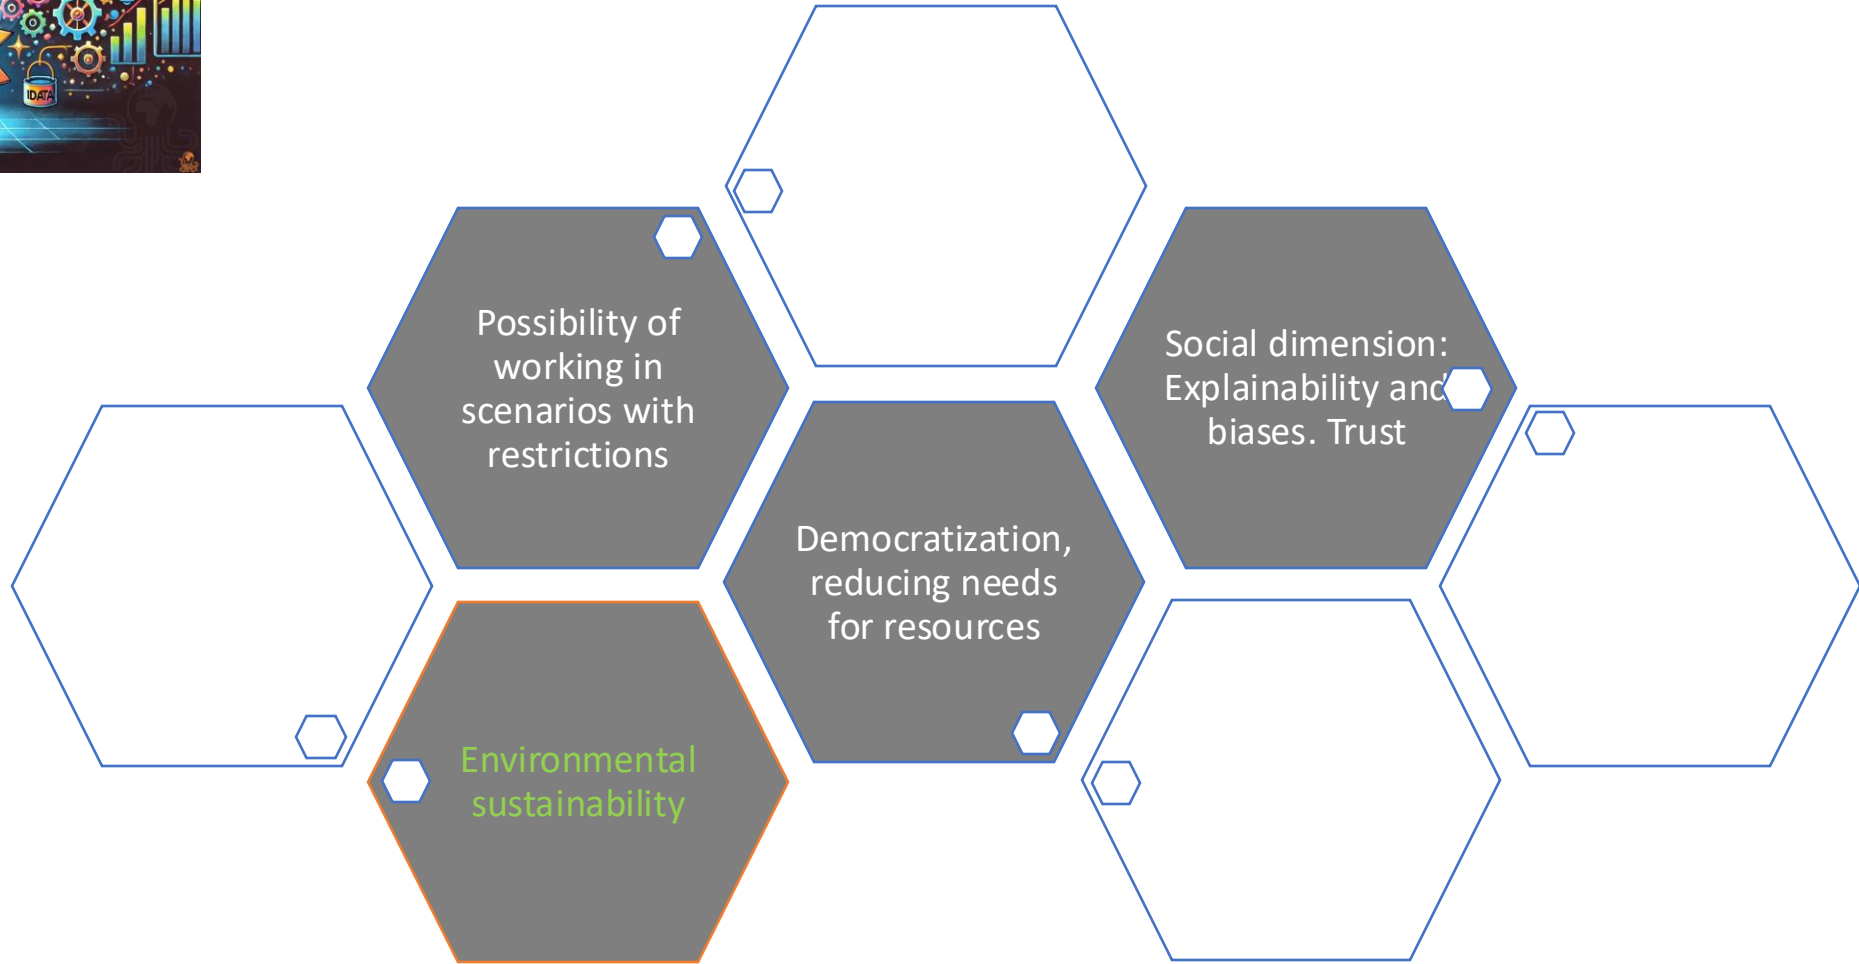 IDATA
Possibility of
working in
scenarios with
restrictions
Social dimension:
Explainability and
biases. Trust
Democratization,
reducing needs
for resources
Environmental
sustainability